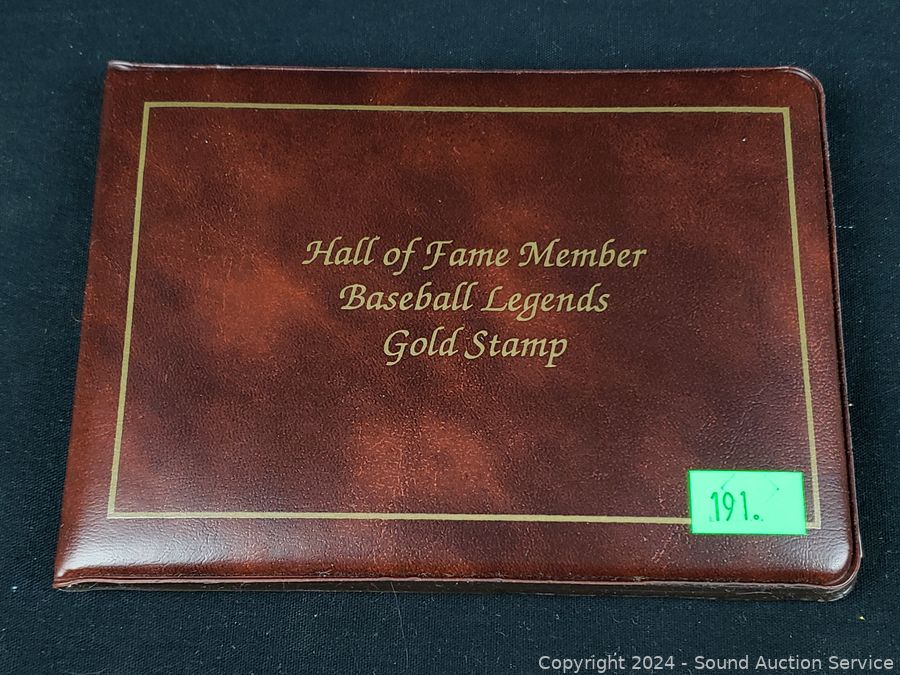 Hall of Fame Member
Baseball Legends
Gold Stamp
191.
Copyright 2024 - Sound Auction Service